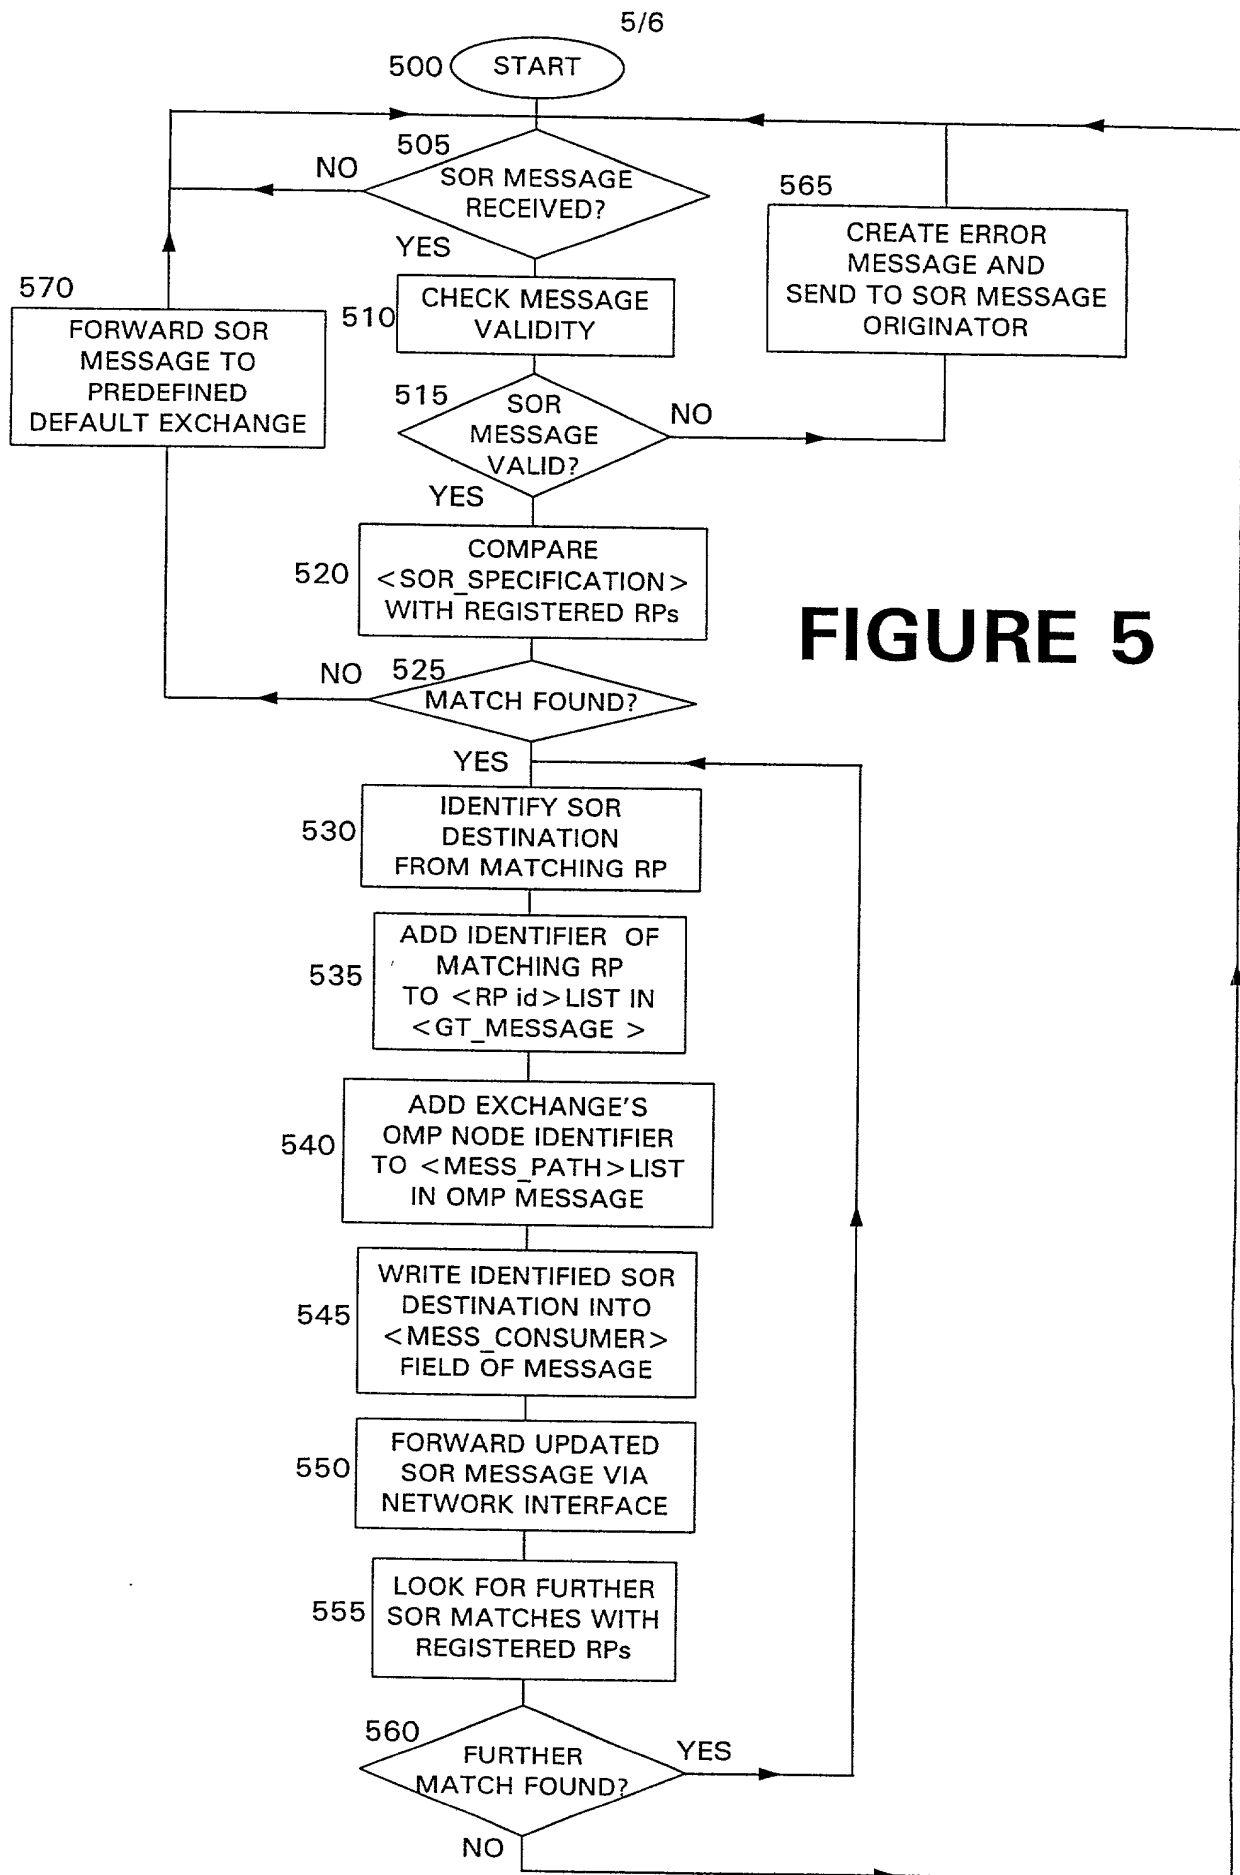 5/6
500
START
505
NO
SOR MESSAGE
RECEIVED?
YES
565
CREATE ERROR
MESSAGE AND
SEND TO SOR MESSAGE
ORIGINATOR
570
FORWARD SOR
MESSAGE TO
PREDEFINED
DEFAULT EXCHANGE
510
CHECK MESSAGE
VALIDITY
515
SOR
MESSAGE
VALID?
NO
YES
520
COMPARE
<SOR_SPECIFICATION>
WITH REGISTERED RPs
FIGURE 5
NO
525
MATCH FOUND?
YES
530
IDENTIFY SOR
DESTINATION
FROM MATCHING RP
535
ADD IDENTIFIER OF
MATCHING RP
TO <RP id> LIST IN
<GT_MESSAGE >
540
ADD EXCHANGE'S
OMP NODE IDENTIFIER
TO <MESS_PATH> LIST
IN OMP MESSAGE
545
WRITE IDENTIFIED SOR
DESTINATION INTO
<MESS_CONSUMER>
FIELD OF MESSAGE
550
FORWARD UPDATED
SOR MESSAGE VIA
NETWORK INTERFACE
555
LOOK FOR FURTHER
SOR MATCHES WITH
REGISTERED RPs
560
FURTHER
MATCH FOUND?
YES
NO